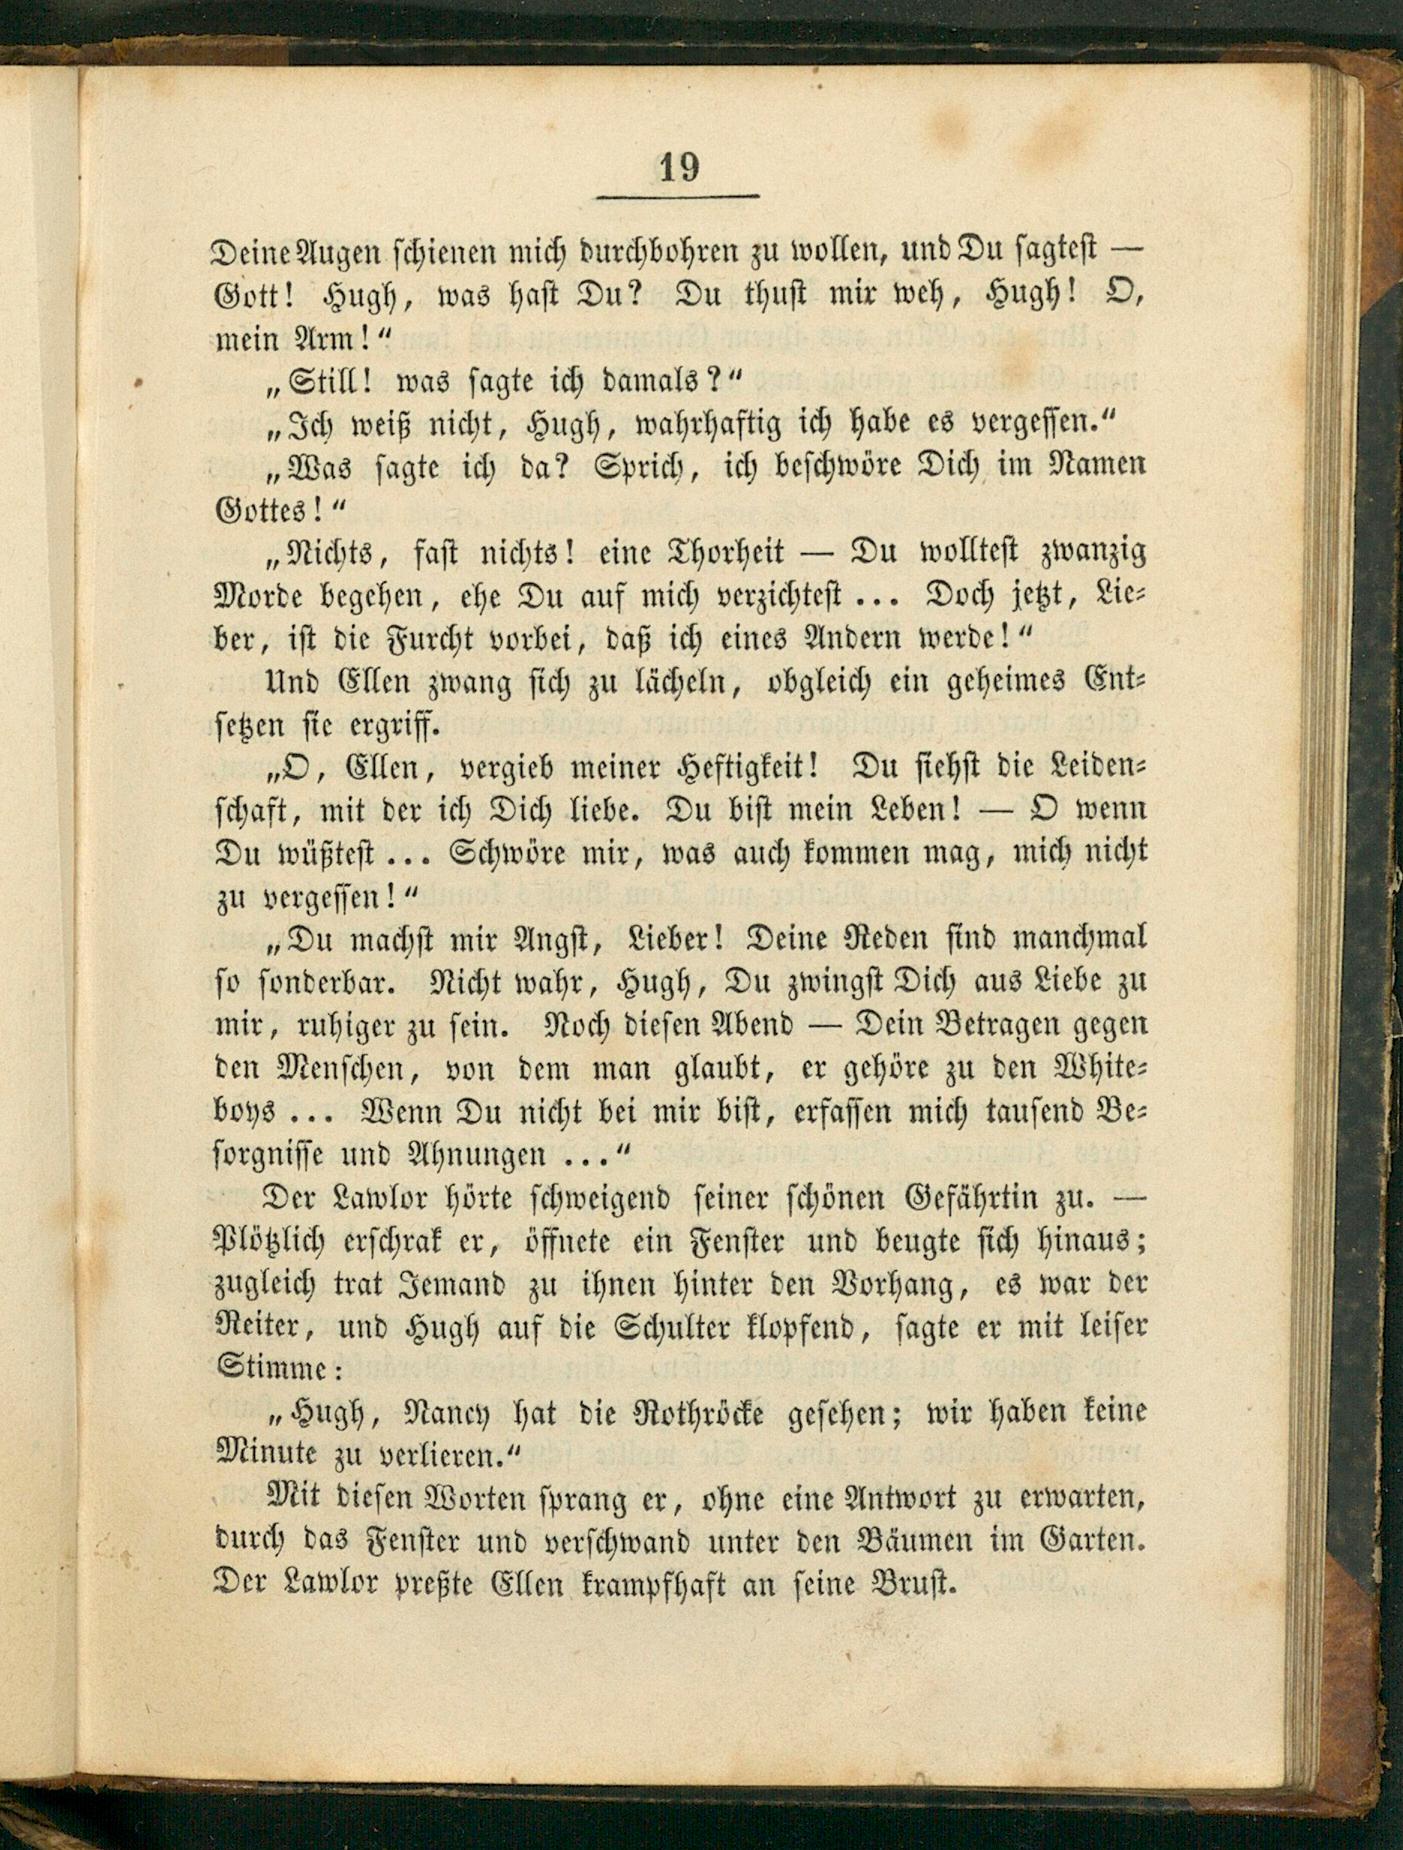 19
Deine Augen schienen mich durchbohren zu wollen, und Du sagtest —
Gott! Hugh, was hast Du? Du thust mir weh, Hugh! O,
mein Arm!“
„Still! was sagte ich damals?“
„Ich weiß nicht, Hugh, wahrhaftig ich habe es vergessen.“
„Was sagte ich da? Sprich, ich beschwöre Dich im Namen
Gottes!“
„Nichts, fast nichts! eine Thorheit — Du wolltest zwanzig
Morde begehen, ehe Du auf mich verzichtest ... Doch jetzt, Lie-
ber, ist die Furcht vorbei, daß ich eines Andern werde!“
Und Ellen zwang sich zu lächeln, obgleich ein geheimes Ent-
setzen sie ergriff.
„O, Ellen, vergieb meiner Heftigkeit! Du siehst die Leiden-
schaft, mit der ich Dich liebe. Du bist mein Leben! — O wenn
Du wüßtest ... Schwöre mir, was auch kommen mag, mich nicht
zu vergessen!“
„Du machst mir Angst, Lieber! Deine Reden sind manchmal
so sonderbar. Nicht wahr, Hugh, Du zwingst Dich aus Liebe zu
mir, ruhiger zu sein. Noch diesen Abend — Dein Betragen gegen
den Menschen, von dem man glaubt, er gehöre zu den White-
boys ... Wenn Du nicht bei mir bist, erfassen mich tausend Be-
sorgnisse und Ahnungen ...“
Der Lawlor hörte schweigend seiner schönen Gefährtin zu. —
Plötzlich erschrak er, öffnete ein Fenster und beugte sich hinaus;
zugleich trat Jemand zu ihnen hinter den Vorhang, es war der
Reiter, und Hugh auf die Schulter klopfend, sagte er mit leiser
Stimme:
„Hugh, Nancy hat die Rothröcke gesehen; wir haben keine
Minute zu verlieren.“
Mit diesen Worten sprang er, ohne eine Antwort zu erwarten,
durch das Fenster und verschwand unter den Bäumen im Garten.
Der Lawlor preßte Ellen krampfhaft an seine Brust.